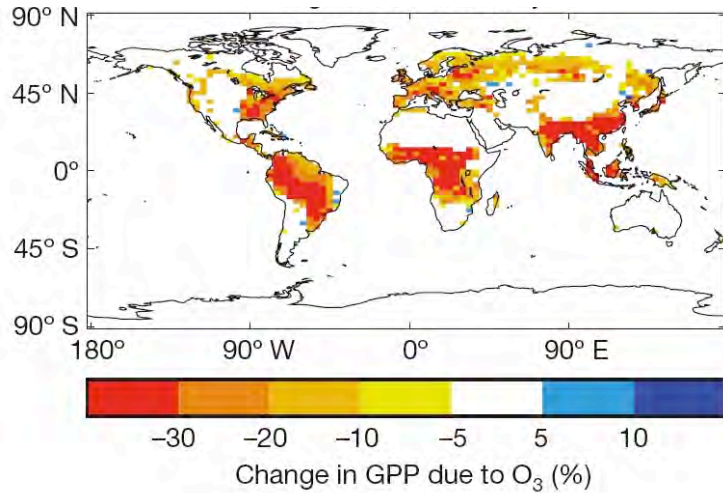 90° N
45° N
0°
45° S
90° S
180° 90° W 0° 90° E
–30 –20 –10 –5 5 10
Change in GPP due to O₃ (%)